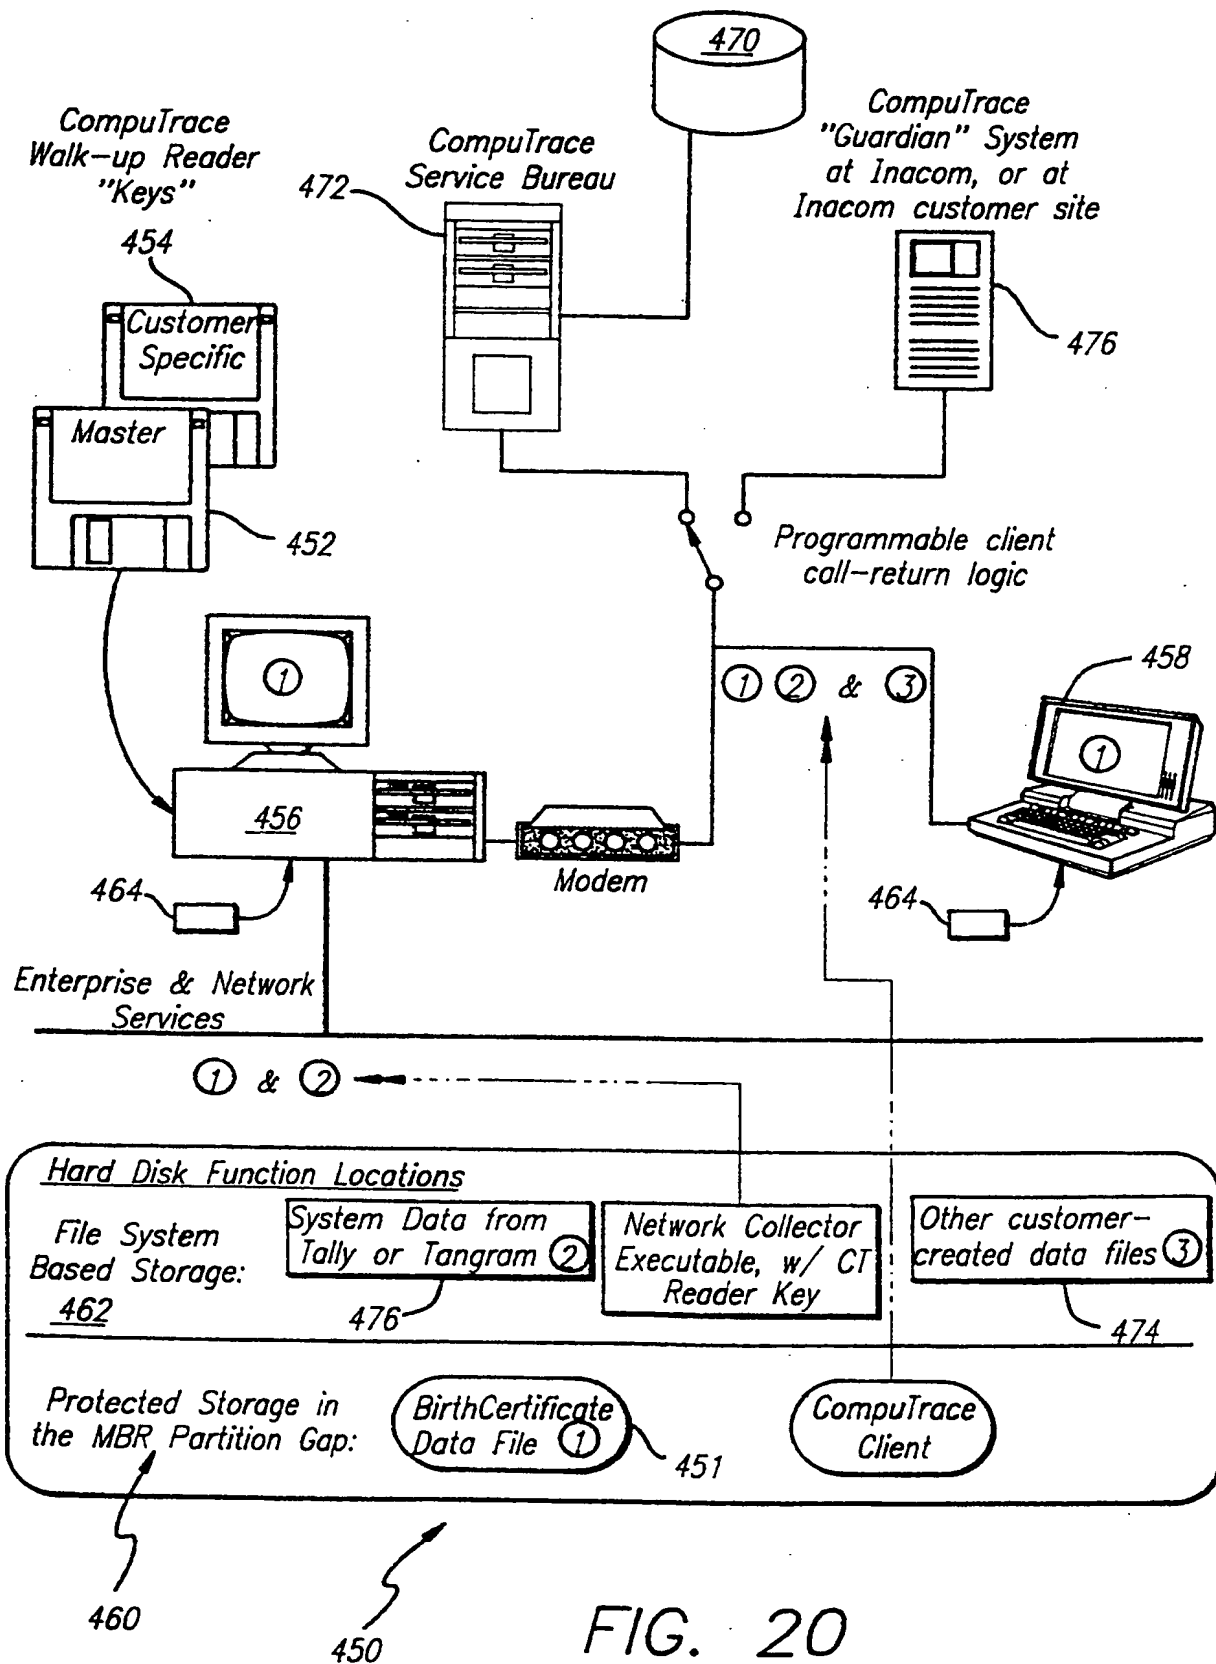 470
CompuTrace
Walk-up Reader
"Keys"
454
CompuTrace
Service Bureau
472
CompuTrace
"Guardian" System
at Inacom, or at
Inacom customer site
476
Customer
Specific
Master
452
Programmable client
call-return logic
1
1 2 & 3
458
1
456
Modem
464
464
Enterprise & Network
Services
1 & 2
Hard Disk Function Locations
File System
Based Storage:
462
System Data from
Tally or Tangram 2
476
Network Collector
Executable, w/ CT
Reader Key
Other customer-
created data files 3
474
Protected Storage in
the MBR Partition Gap:
BirthCertificate
Data File 1
451
CompuTrace
Client
460
450
FIG. 20